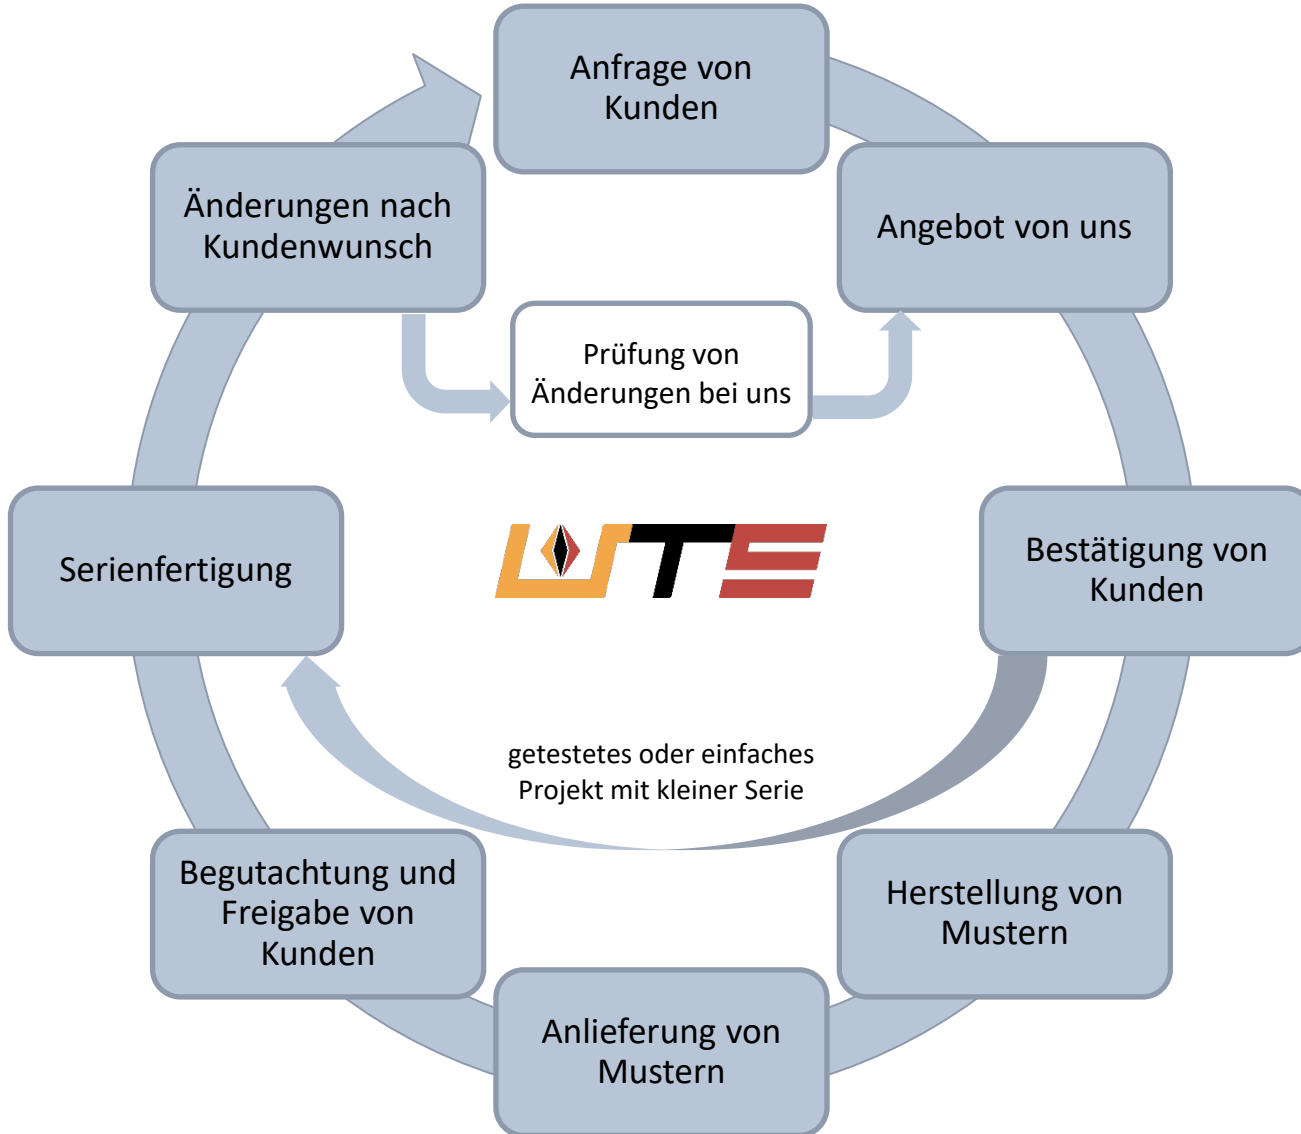 Anfrage von
Kunden
Änderungen nach
Kundenwunsch
Angebot von uns
Prüfung von
Änderungen bei uns
Serienfertigung
WTE
Bestätigung von
Kunden
getestetes oder einfaches
Projekt mit kleiner Serie
Begutachtung und
Freigabe von
Kunden
Herstellung von
Mustern
Anlieferung von
Mustern